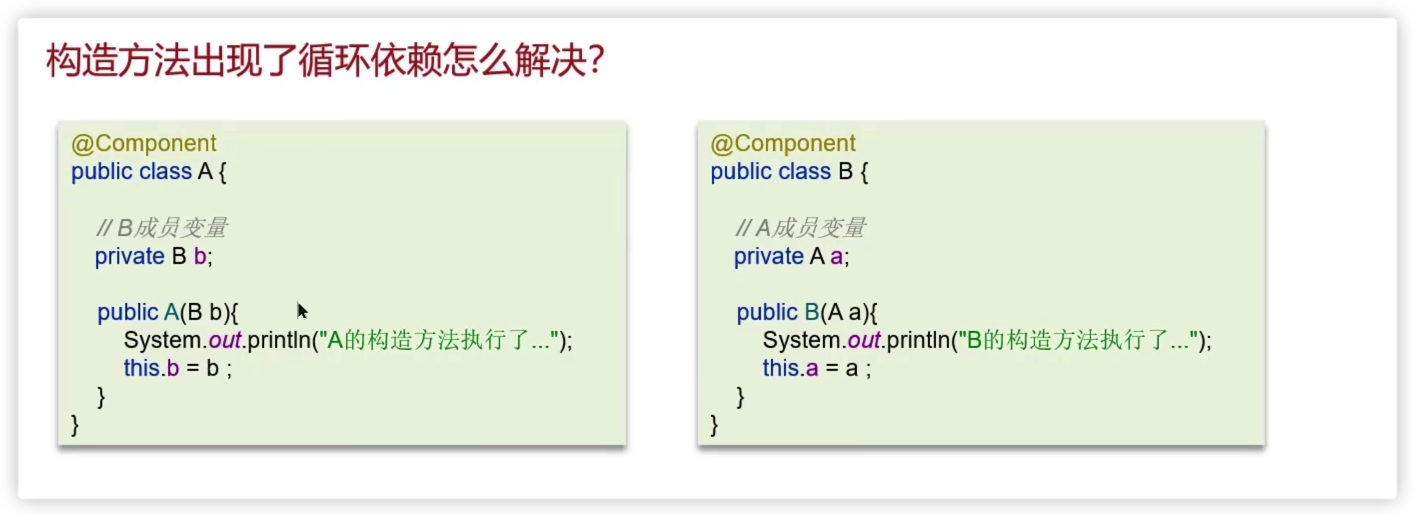 构造方法出现了循环依赖怎么解决?
@Component
public class A {
// B成员变量
private B b;
public A(B b){
System.out.println("A的构造方法执行了...");
this.b = b ;
}
}
@Component
public class B {
// A成员变量
private A a;
public B(A a){
System.out.println("B的构造方法执行了...");
this.a = a ;
}
}